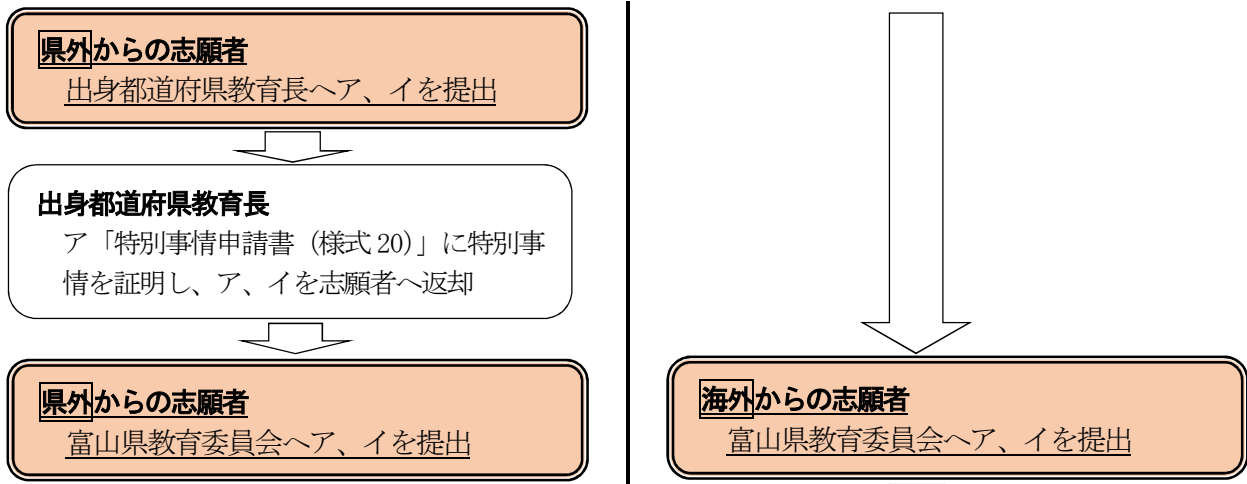 県外からの志願者
出身都道府県教育長へア、イを提出
出身都道府県教育長
ア「特別事情申請書（様式20）」に特別事
情を証明し、ア、イを志願者へ返却
県外からの志願者
富山県教育委員会へア、イを提出
海外からの志願者
富山県教育委員会へア、イを提出